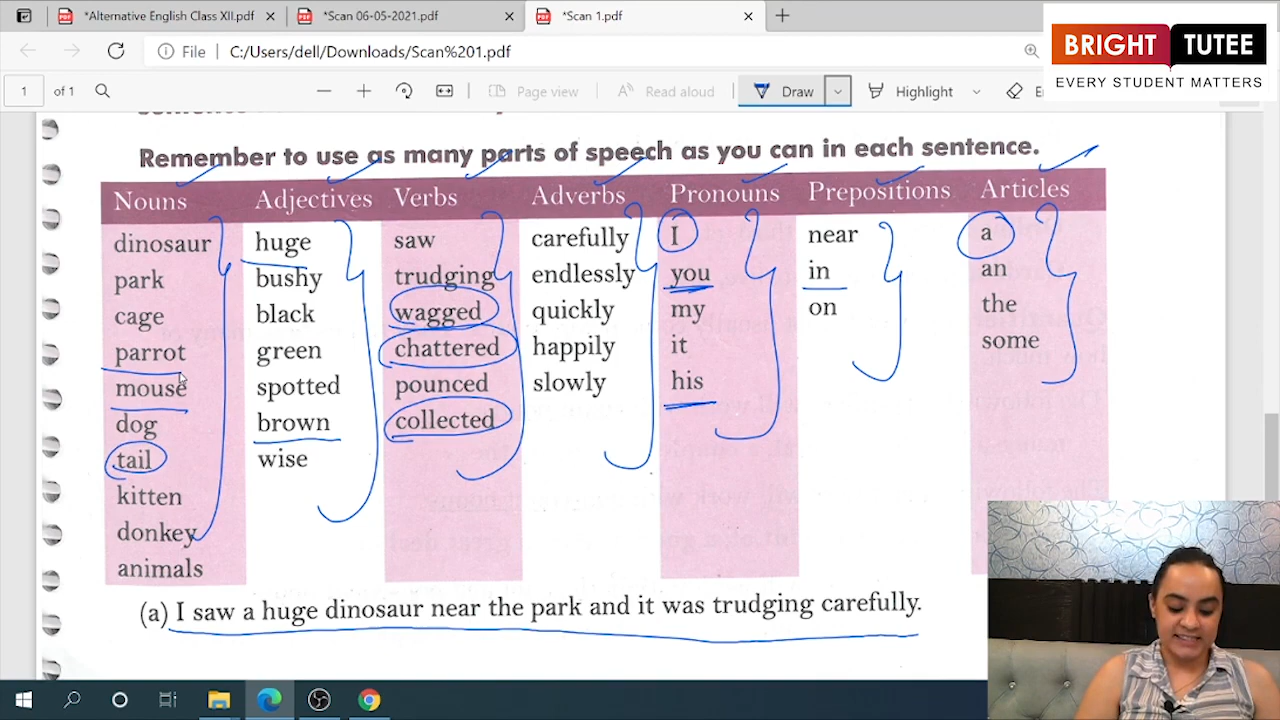 *Alternative English Class XII.pdf
*Scan 06-05-2021.pdf
*Scan 1.pdf
File
C:/Users/dell/Downloads/Scan%201.pdf
BRIGHT TUTEE
EVERY STUDENT MATTERS
1 of 1
Page view
Read aloud
Draw
Highlight
Remember to use as many parts of speech as you can in each sentence.
Nouns Adjectives Verbs Adverbs Pronouns Prepositions Articles
dinosaur huge saw carefully I near a
park bushy trudging endlessly you in an
cage black wagged quickly my on the
parrot green chattered happily it some
mouse spotted pounced slowly his
dog brown collected
tail wise
kitten
donkey
animals
(a) I saw a huge dinosaur near the park and it was trudging carefully.